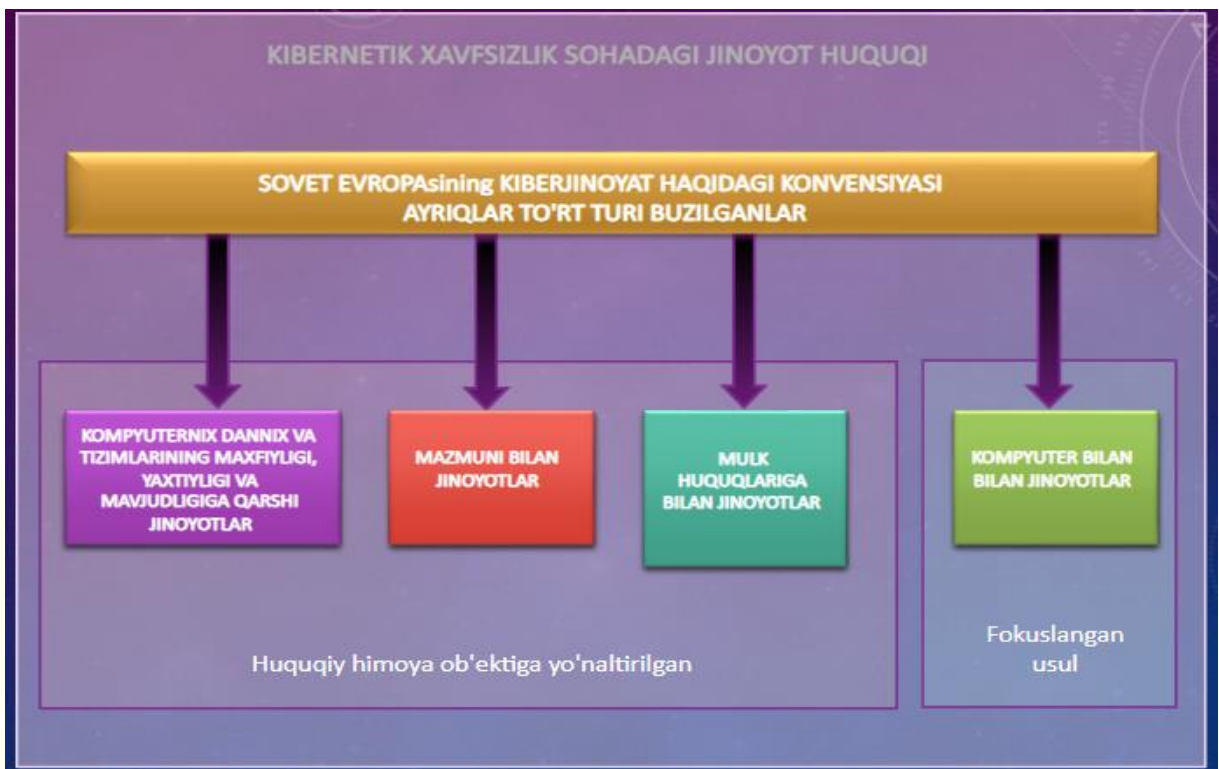 KIBERNETIK XAVFSIZLIK SOHADAGI JINOYOT HUQUQI
SOVET EVROPAsining KIBERJINOYAT HAQIDAGI KONVENSIYASI
AYRIQLAR TO'RT TURI BUZILGANLAR
KOMPYUTERNIX DANNIX VA
TIZIMLARINING MAXFIYLIGI,
YAXTIYLIGI VA
MAVJUDLIGIGA QARSHI
JINOYOTLAR
MAZMUNI BILAN
JINOYOTLAR
MULK
HUQUQLARIGA
BILAN JINOYOTLAR
KOMPYUTER BILAN
BILAN JINOYOTLAR
Huquqiy himoya ob'ektiga yo'naltirilgan
Fokuslangan
usul